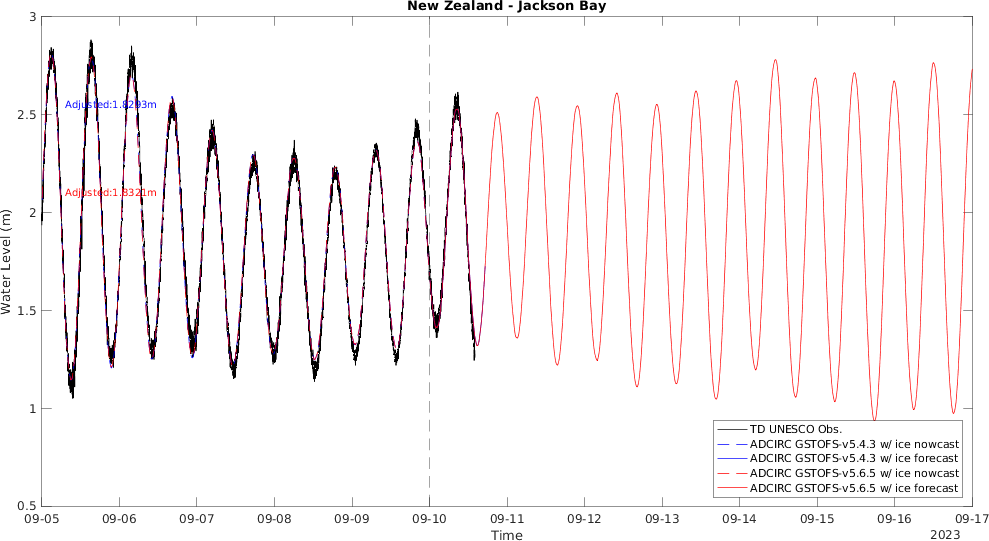 New Zealand - Jackson Bay
3
2.5
2
1.5
1
0.5
Water Level (m)
Adjusted:1.8293m
Adjusted:1.8321m
TD UNESCO Obs.
ADCIRC GSTOFS-v5.4.3 w/ ice nowcast
ADCIRC GSTOFS-v5.4.3 w/ ice forecast
ADCIRC GSTOFS-v5.6.5 w/ ice nowcast
ADCIRC GSTOFS-v5.6.5 w/ ice forecast
09-05 09-06 09-07 09-08 09-09 09-10 09-11 09-12 09-13 09-14 09-15 09-16 09-17
Time
2023